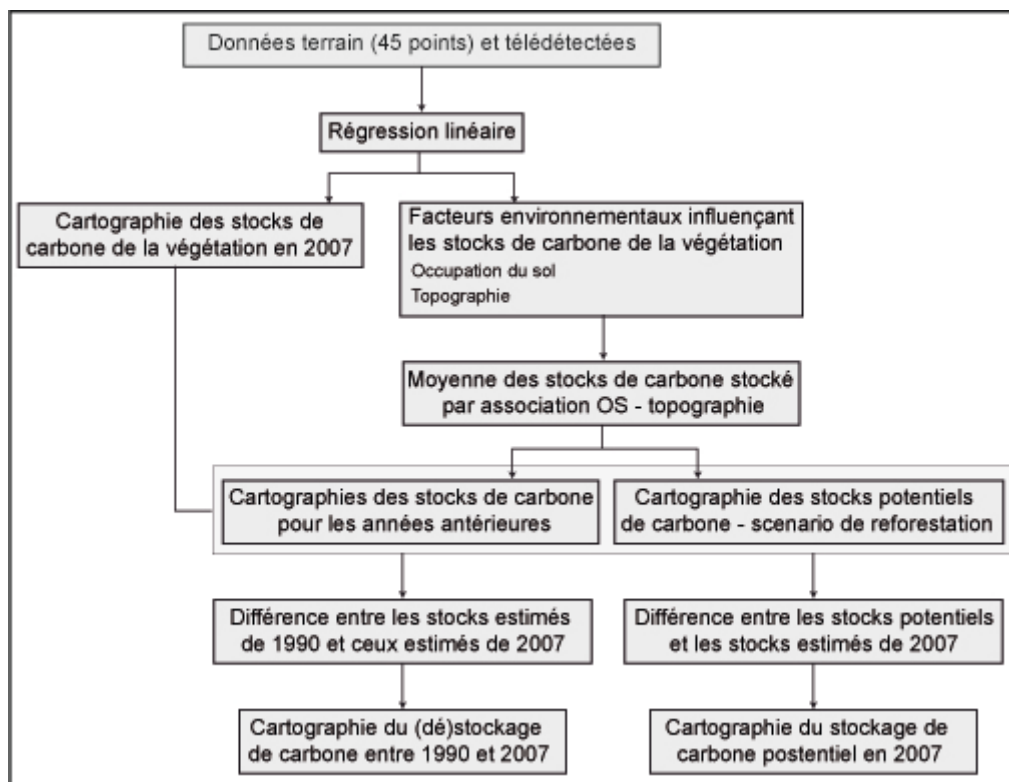 Données terrain (45 points) et télédétectées
Régression linéaire
Cartographie des stocks de
carbone de la végétation en 2007
Facteurs environnementaux influençant
les stocks de carbone de la végétation
Occupation du sol
Topographie
Moyenne des stocks de carbone stocké
par association OS - topographie
Cartographies des stocks de carbone
pour les années antérieures
Cartographie des stocks potentiels
de carbone - scenario de reforestation
Différence entre les stocks estimés
de 1990 et ceux estimés de 2007
Différence entre les stocks potentiels
et les stocks estimés de 2007
Cartographie du (dé)stockage
de carbone entre 1990 et 2007
Cartographie du stockage de
carbone postentiel en 2007